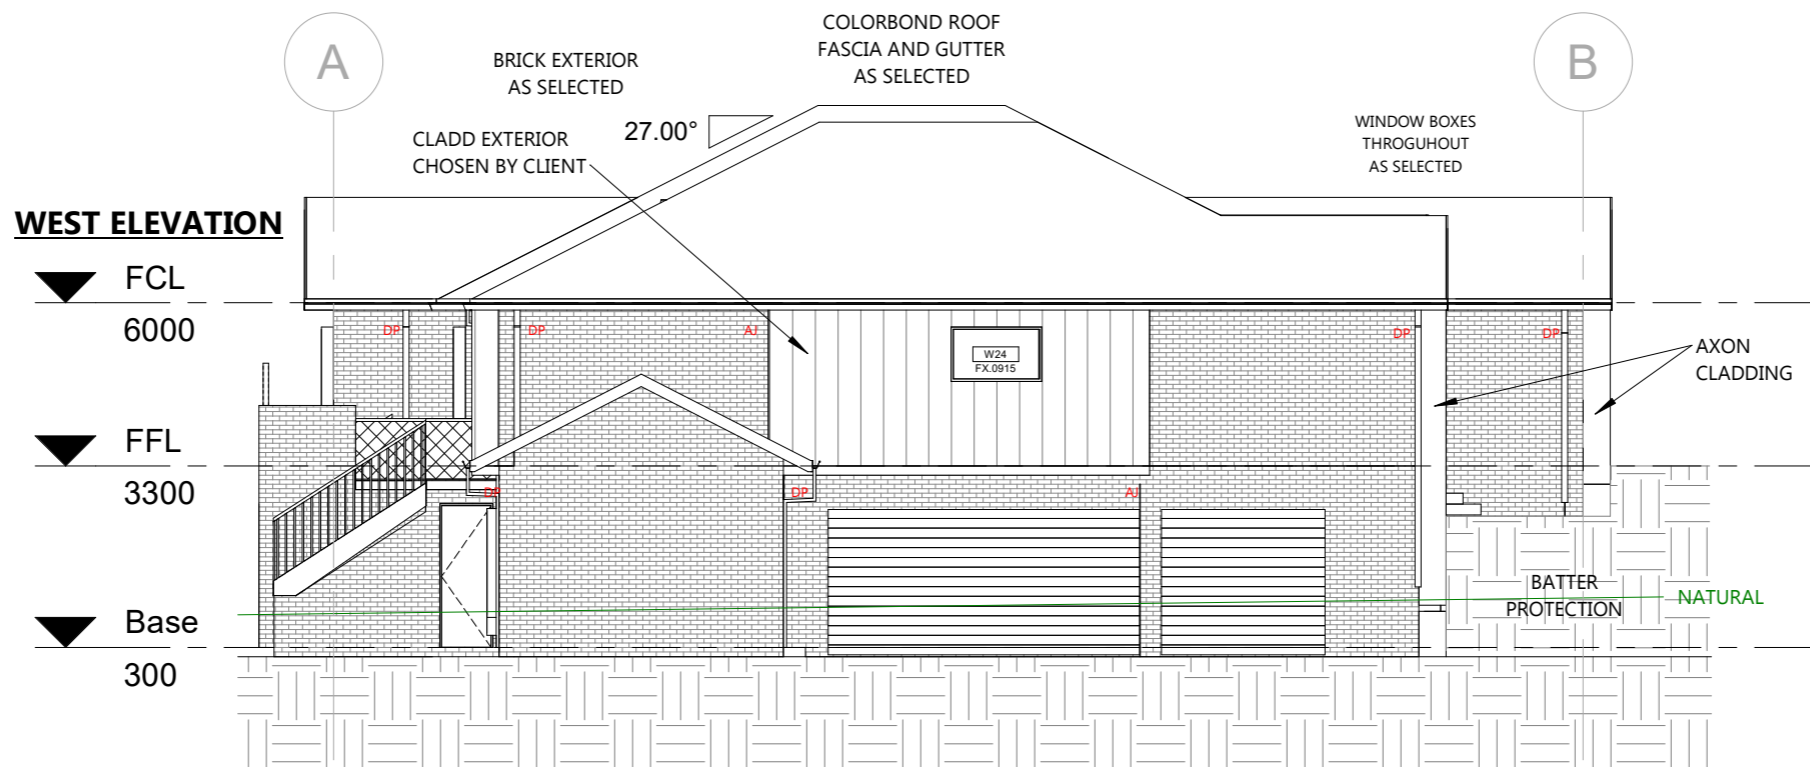 A
B
COLORBOND ROOF
FASCIA AND GUTTER
AS SELECTED
BRICK EXTERIOR
AS SELECTED
27.00°
CLADD EXTERIOR
CHOSEN BY CLIENT
WINDOW BOXES
THROGUHOUT
AS SELECTED
WEST ELEVATION
FCL
6000
DP
DP
AJ
DP
DP
W24
FX.0915
AXON
CLADDING
FFL
3300
DP
DP
AJ
BATTER
PROTECTION
NATURAL
Base
300